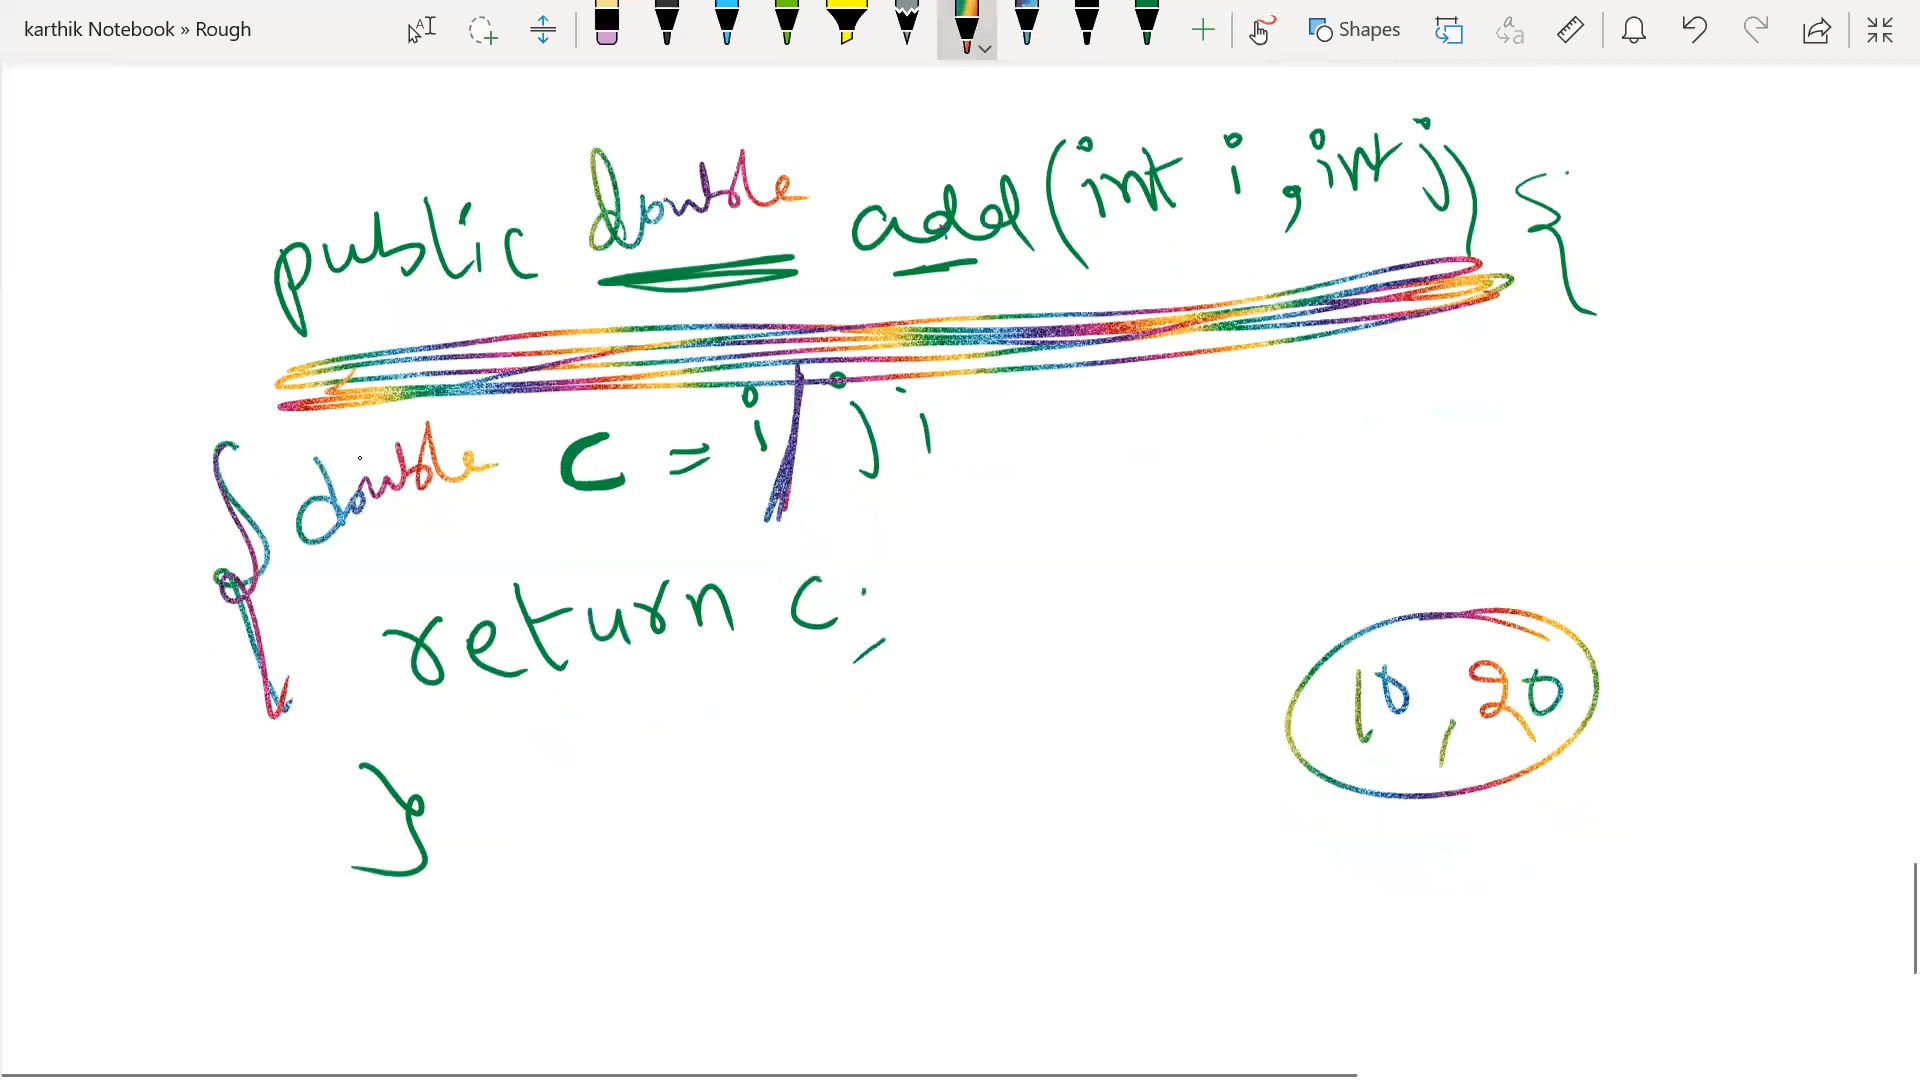 karthik Notebook » Rough
Shapes
public double add(int i, int j) {
double c = i / j;
return c;
}
10, 20